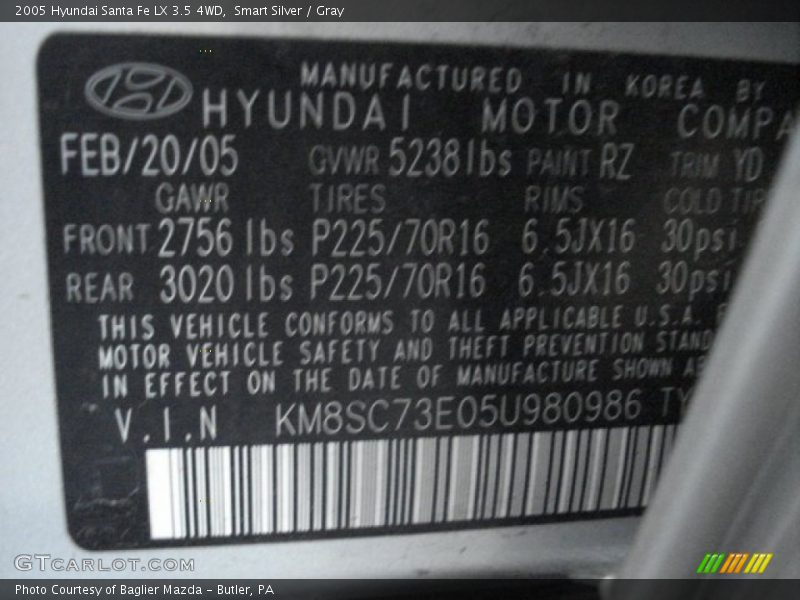 2005 Hyundai Santa Fe LX 3.5 4WD,  Smart Silver / Gray
MANUFACTURED IN KOREA BY
HYUNDAI MOTOR COMPA
FEB/20/05 GVWR 5238 lbs PAINT RZ TRIM YD
GAWR TIRES RIMS COLD TIR
FRONT 2756 lbs P225/70R16 6.5JX16 30psi
REAR 3020 lbs P225/70R16 6.5JX16 30psi
THIS VEHICLE CONFORMS TO ALL APPLICABLE U.S.A.
MOTOR VEHICLE SAFETY AND THEFT PREVENTION STAND
IN EFFECT ON THE DATE OF MANUFACTURE SHOWN AB
V.I.N KM8SC73E05U980986 TY
GTcarlot.com
Photo Courtesy of Baglier Mazda – Butler, PA